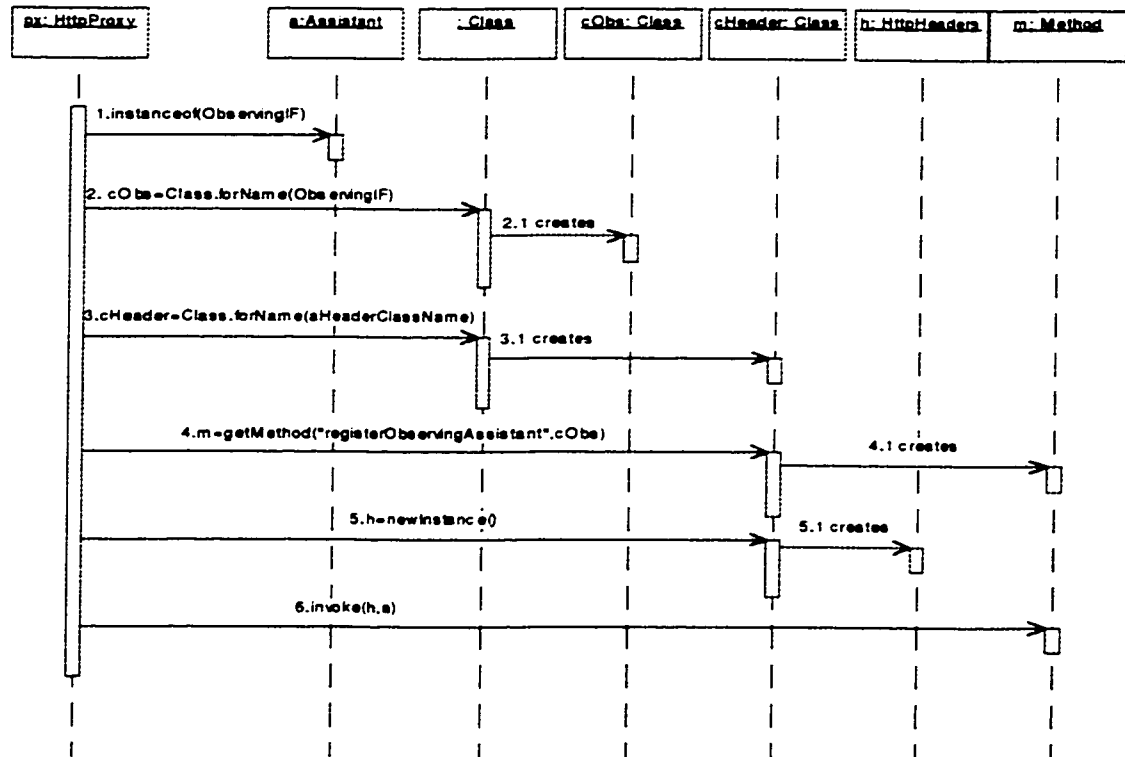 px: HttpProxy
a:Assistant
: Class
cObs: Class
cHeader: Class
h: HttpHeaders
m: Method
1.instanceof(ObservingIF)
2. cObs=Class.forName(ObservingIF)
2.1 creates
3.cHeader=Class.forName(aHeaderClassName)
3.1 creates
4.m=getMethod("registerObservingAssistant",cObs)
4.1 creates
5.h=newInstance()
5.1 creates
6.invoke(h,a)